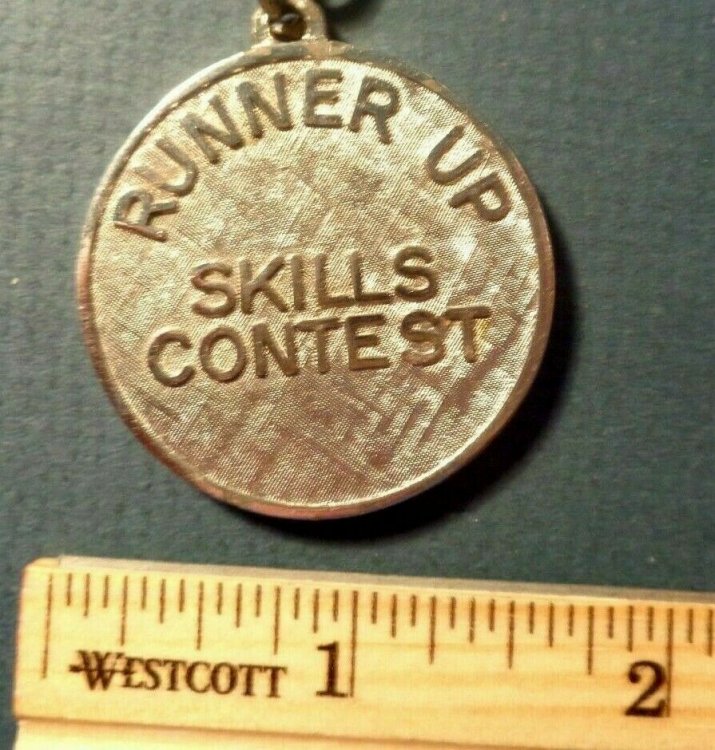 RUNNER UP
SKILLS
CONTEST
WESTCOTT 1 2